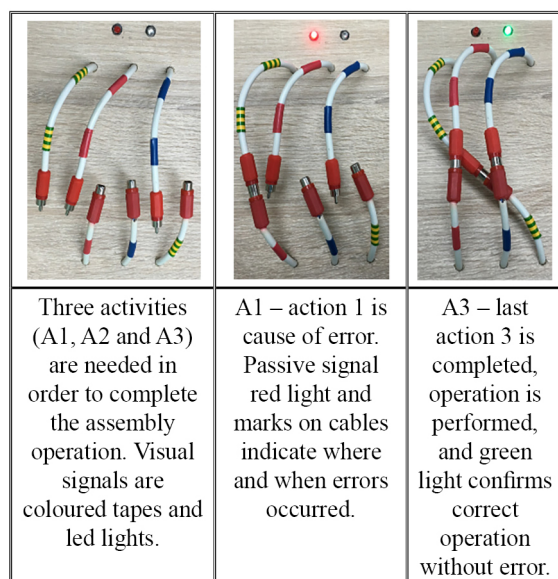 Three activities
(A1, A2 and A3)
are needed in
order to complete
the assembly
operation. Visual
signals are
coloured tapes and
led lights.
A1 – action 1 is
cause of error.
Passive signal
red light and
marks on cables
indicate where
and when errors
occurred.
A3 – last
action 3 is
completed,
operation is
performed,
and green
light confirms
correct
operation
without error.